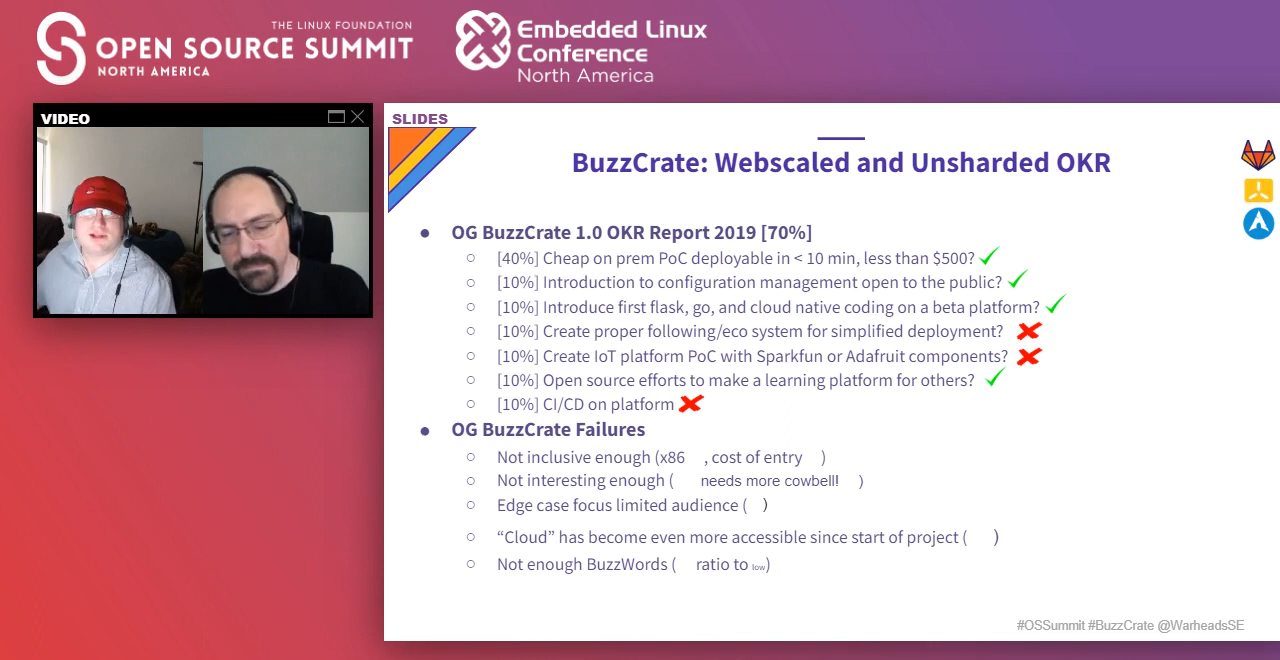 THE LINUX FOUNDATION
OPEN SOURCE SUMMIT
NORTH AMERICA
Embedded Linux
Conference
North America
VIDEO
SLIDES
BuzzCrate: Webscaled and Unsharded OKR
● OG BuzzCrate 1.0 OKR Report 2019 [70%]
○ [40%] Cheap on prem PoC deployable in < 10 min, less than $500? ✓
○ [10%] Introduction to configuration management open to the public? ✓
○ [10%] Introduce first flask, go, and cloud native coding on a beta platform? ✓
○ [10%] Create proper following/eco system for simplified deployment? ✘
○ [10%] Create IoT platform PoC with Sparkfun or Adafruit components? ✘
○ [10%] Open source efforts to make a learning platform for others? ✓
○ [10%] CI/CD on platform ✘
● OG BuzzCrate Failures
○ Not inclusive enough (x86 , cost of entry )
○ Not interesting enough ( needs more cowbell! )
○ Edge case focus limited audience ( )
○ “Cloud” has become even more accessible since start of project ( )
○ Not enough BuzzWords ( ratio to low)
#OSSummit #BuzzCrate @WarheadsSE